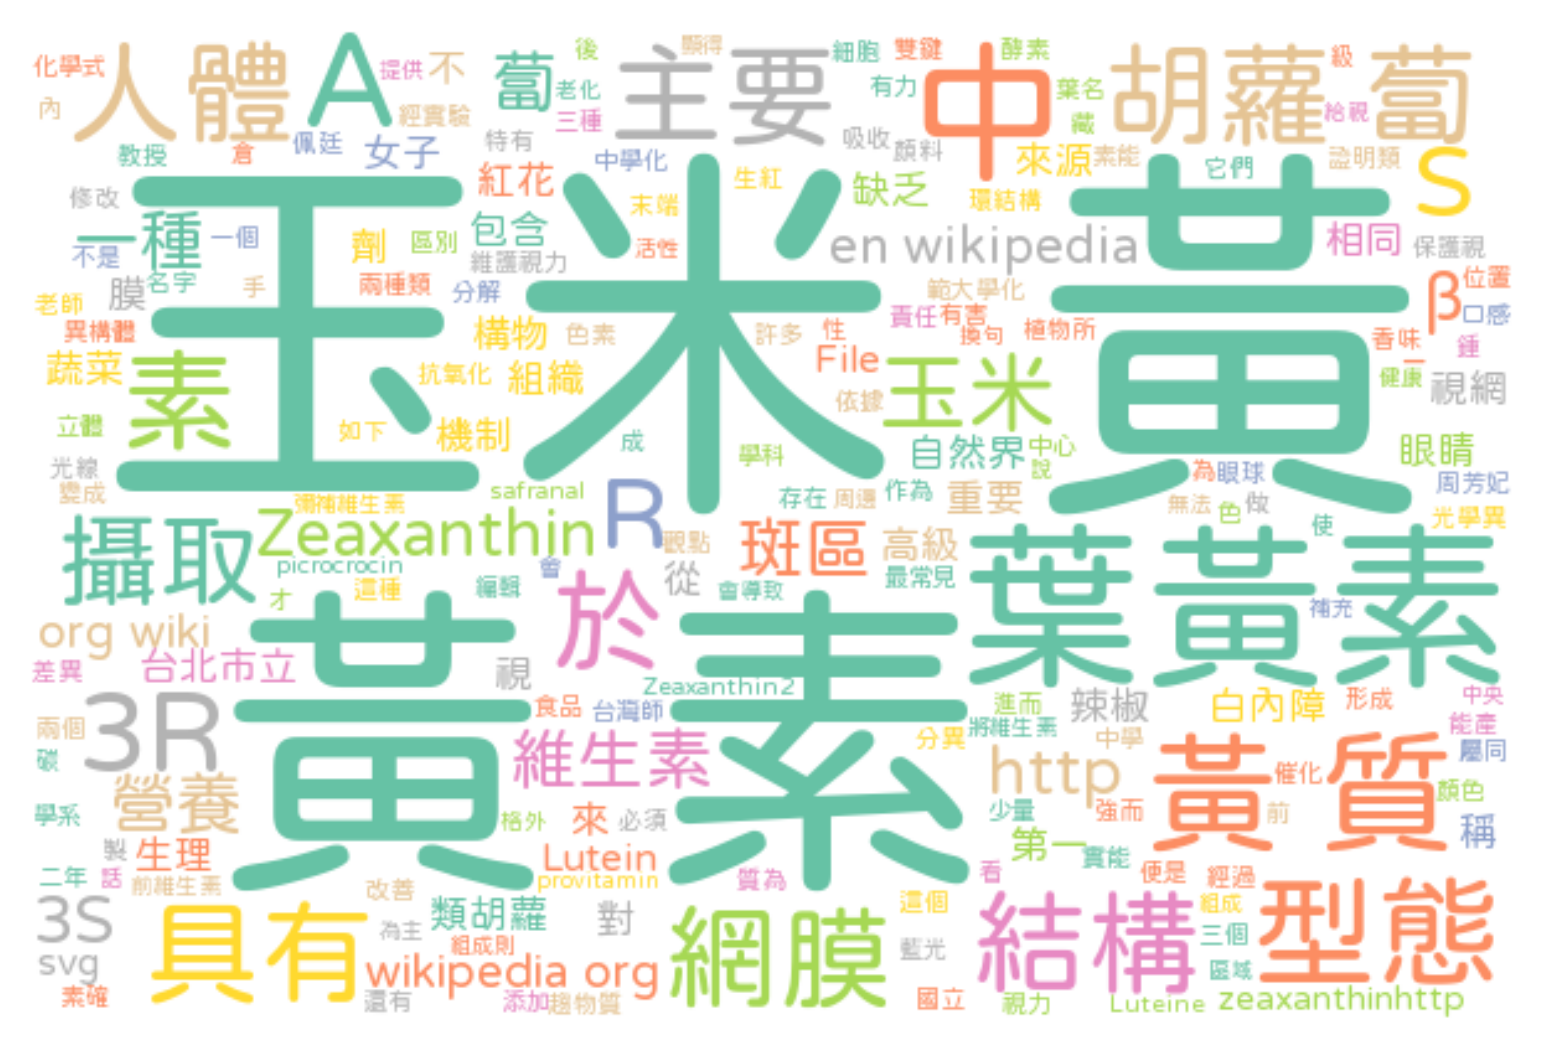 化學式
人體
A
提供
不
蔔
後
老化
三種
主要
顯得
細胞
雙鍵
有力
中
酵素
葉名
藏
胡蘿蔔
級
給視
內
經實驗
教授
倉
佩廷
女子
特有
中學化
吸收
顏料
來源
素能
它們
證明類
S
修改
一種
一個
不是
名字
膜
手
劑
區別
兩種類
分解
紅花
包含
維護視力
末端
活性
生紅
缺乏
環結構
en wikipedia
範大學化
相同
保護視
β
位置
口感
老師
異構體
蔬菜
素
立體
光線
變成
玉米
黃
構物
色素
抗氧化
組織
機制
如下
成
許多
性
責任
有害
換句
植物所
File
依據
玉米
學科
自然界
中心
說
香味
一
鍾
健康
視網
眼睛
周芳妃
光學異
彌補維生素
safranal
R
存在
周邊
作為
重要
為
眼球
無法
色
做
使
攝取
Zeaxanthin
picrocrocin
這種
才
編輯
會
觀點
從
斑區
高級
最常見
會導致
於
葉黃素
補充
org wiki
差異
台北市立
黃素
視
Zeaxanthin2
食品
台灣師
維生素
兩個
碳
3R
營養
學系
分異
進而
將維生素
辣椒
中學
白內障
形成
中央
能產
屬同
http
黃質
催化
顏色
少量
強而
前
稱
格外
來
必須
第一
實能
製
生理
二年
話
前維生素
改善
Lutein
provitamin
質為
看
便是
經過
3S
svg
素確
具有
為主
類胡蘿
組成則
對
wikipedia org
還有
添加
趨物質
網膜
這個
藍光
國立
結構
組成
三個
區域
型態
視力
Luteine
zeaxanthinhttp